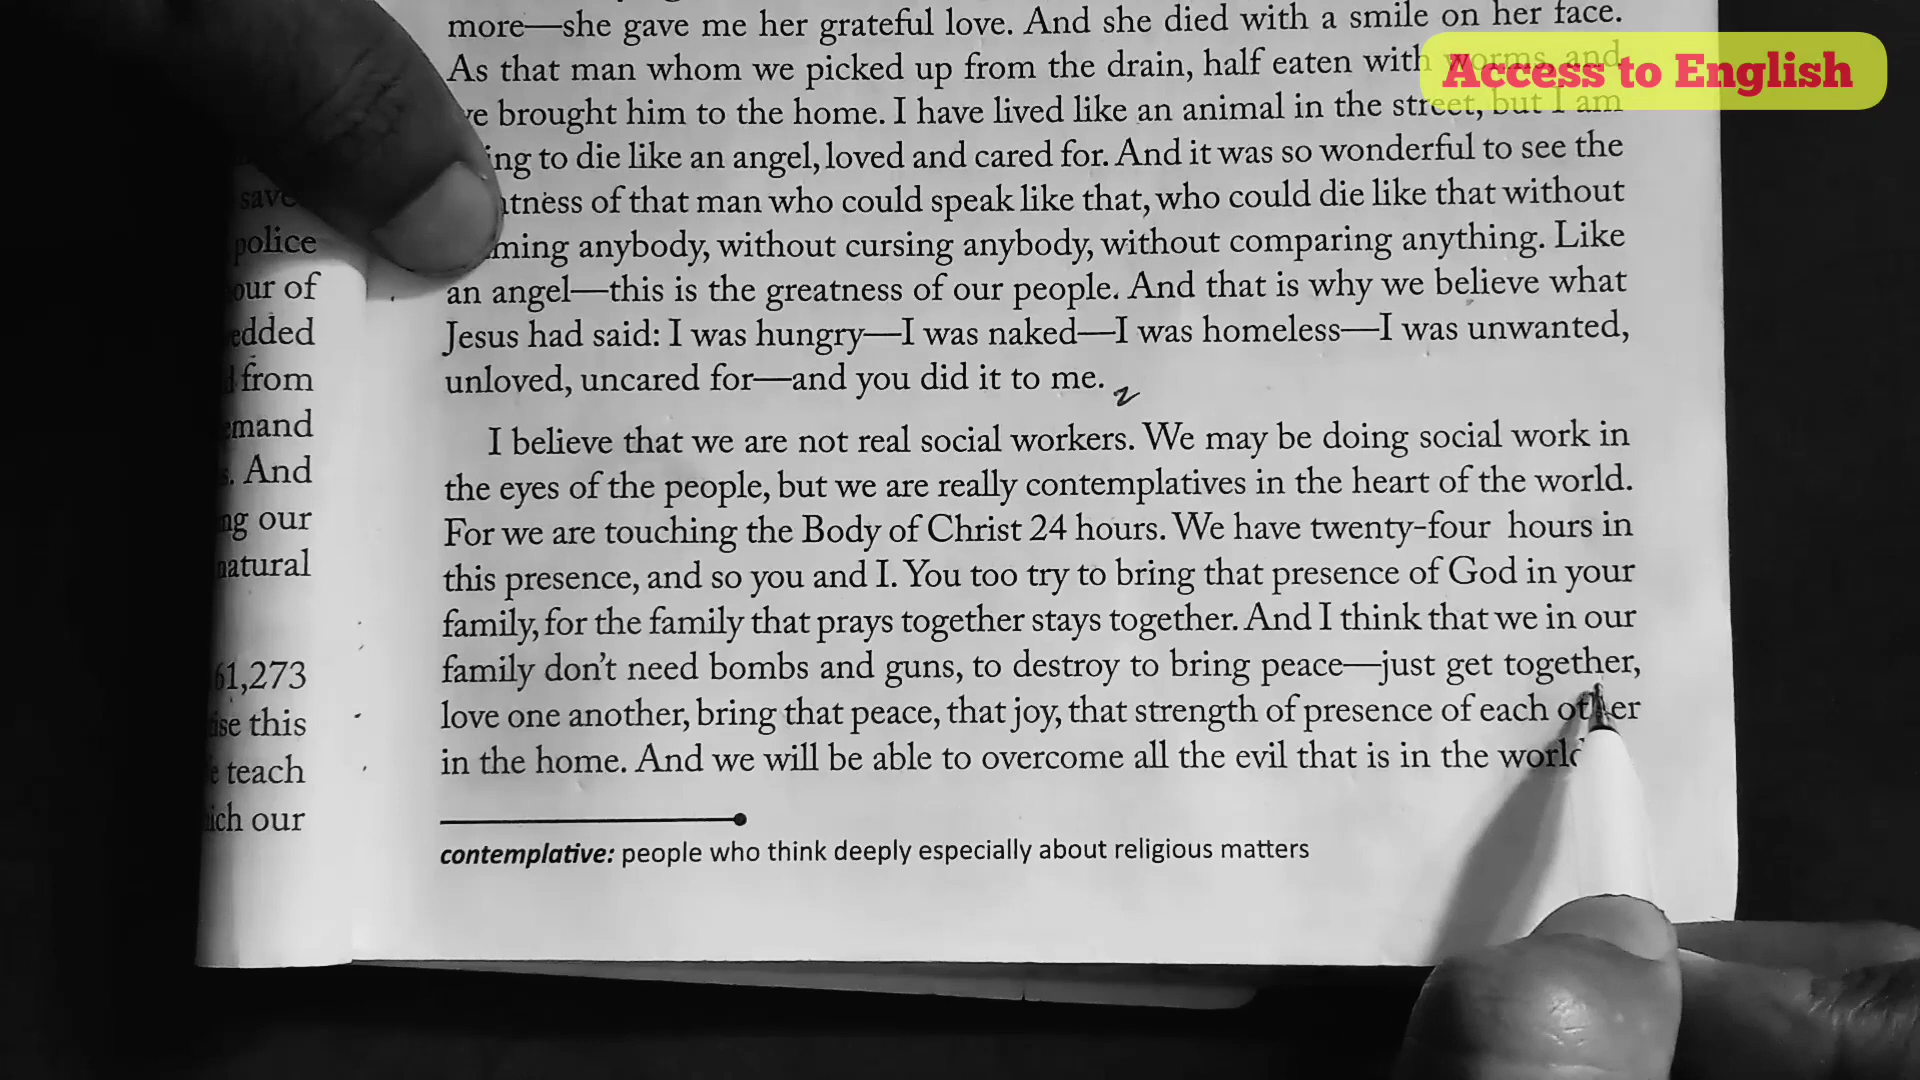 more—she gave me her grateful love. And she died with a smile on her face.
As that man whom we picked up from the drain, half eaten with worms, and
Access to English
brought him to the home. I have lived like an animal in the street, but I am
to die like an angel, loved and cared for. And it was so wonderful to see the
of that man who could speak like that, who could die like that without
anybody, without cursing anybody, without comparing anything. Like
an angel—this is the greatness of our people. And that is why we believe what
Jesus had said: I was hungry—I was naked—I was homeless—I was unwanted,
unloved, uncared for—and you did it to me.
I believe that we are not real social workers. We may be doing social work in
the eyes of the people, but we are really contemplatives in the heart of the world.
For we are touching the Body of Christ 24 hours. We have twenty-four hours in
this presence, and so you and I. You too try to bring that presence of God in your
family, for the family that prays together stays together. And I think that we in our
family don't need bombs and guns, to destroy to bring peace—just get together,
love one another, bring that peace, that joy, that strength of presence of each other
in the home. And we will be able to overcome all the evil that is in the world
contemplative: people who think deeply especially about religious matters
police
of
from
And
our
61,273
this
teach
our